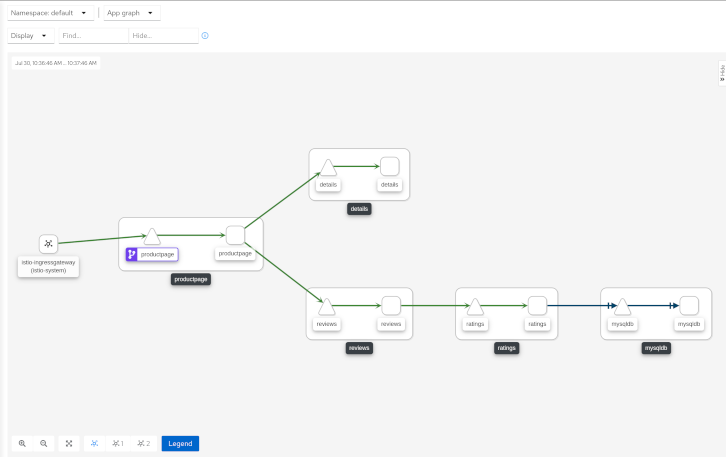 Namespace: default
App graph
Display
Find...
Hide...
Jul 30, 10:36:46 AM ... 10:37:46 AM
Hide
details
details
details
istio-ingressgateway
(istio-system)
productpage
productpage
productpage
reviews
reviews
ratings
ratings
mysqldb
mysqldb
reviews
ratings
mysqldb
1
2
Legend